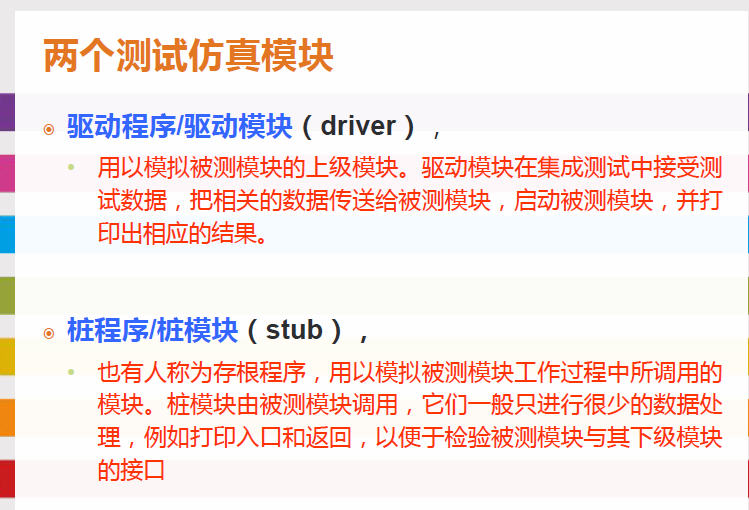 两个测试仿真模块
驱动程序/驱动模块（driver），
用以模拟被测模块的上级模块。驱动模块在集成测试中接受测
试数据，把相关的数据传送给被测模块，启动被测模块，并打
印出相应的结果。
桩程序/桩模块（stub），
也有人称为存根程序，用以模拟被测模块工作过程中所调用的
模块。桩模块由被测模块调用，它们一般只进行很少的数据处
理，例如打印入口和返回，以便于检验被测模块与其下级模块
的接口